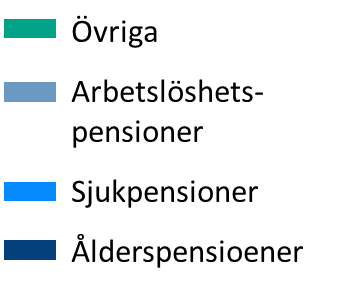 Övriga
Arbetslöshets-
pensioner
Sjukpensioner
Ålderspensioener